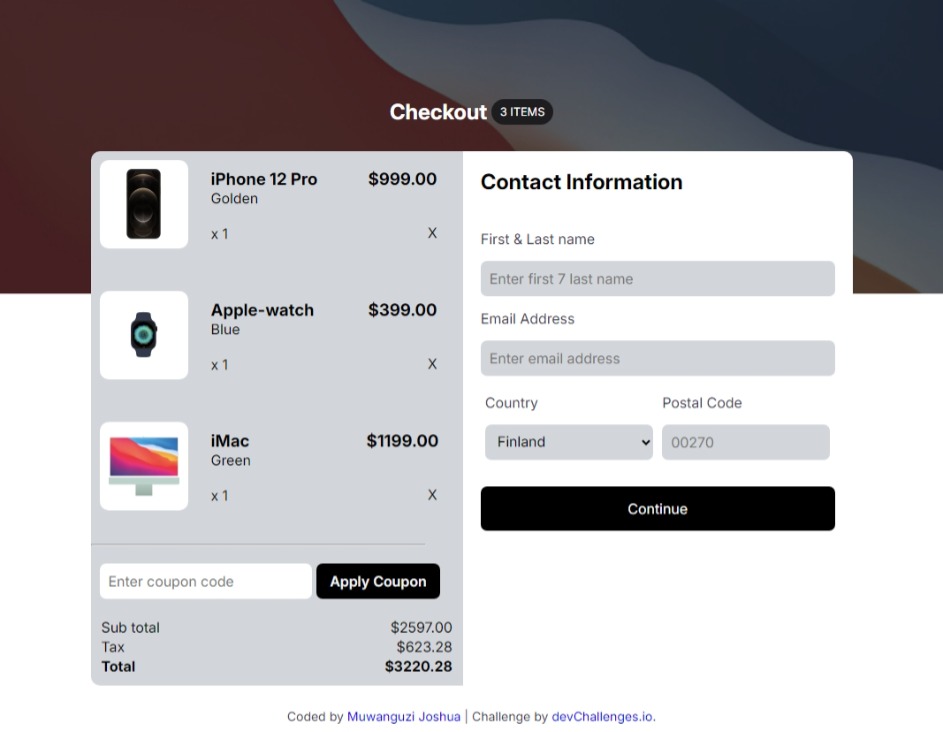 Checkout 3 ITEMS
iPhone 12 Pro $999.00
Golden
x 1 X
Apple-watch $399.00
Blue
x 1 X
iMac $1199.00
Green
x 1 X
Enter coupon code Apply Coupon
Sub total $2597.00
Tax $623.28
Total $3220.28
Contact Information
First & Last name
Enter first 7 last name
Email Address
Enter email address
Country Postal Code
Finland 00270
Continue
Coded by Muwanguzi Joshua | Challenge by devChallenges.io.